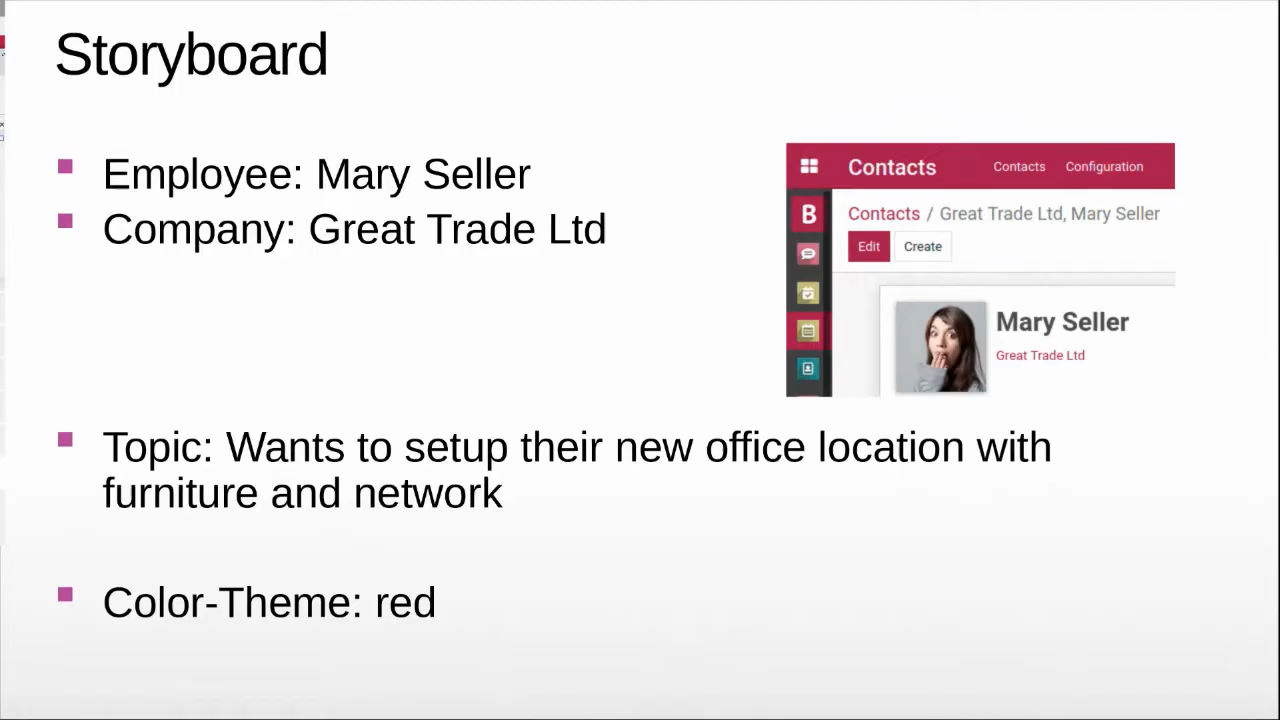 Storyboard
Employee: Mary Seller
Company: Great Trade Ltd
Contacts Contacts Configuration
B
Contacts / Great Trade Ltd, Mary Seller
Edit Create
Mary Seller
Great Trade Ltd
Topic: Wants to setup their new office location with
furniture and network
Color-Theme: red